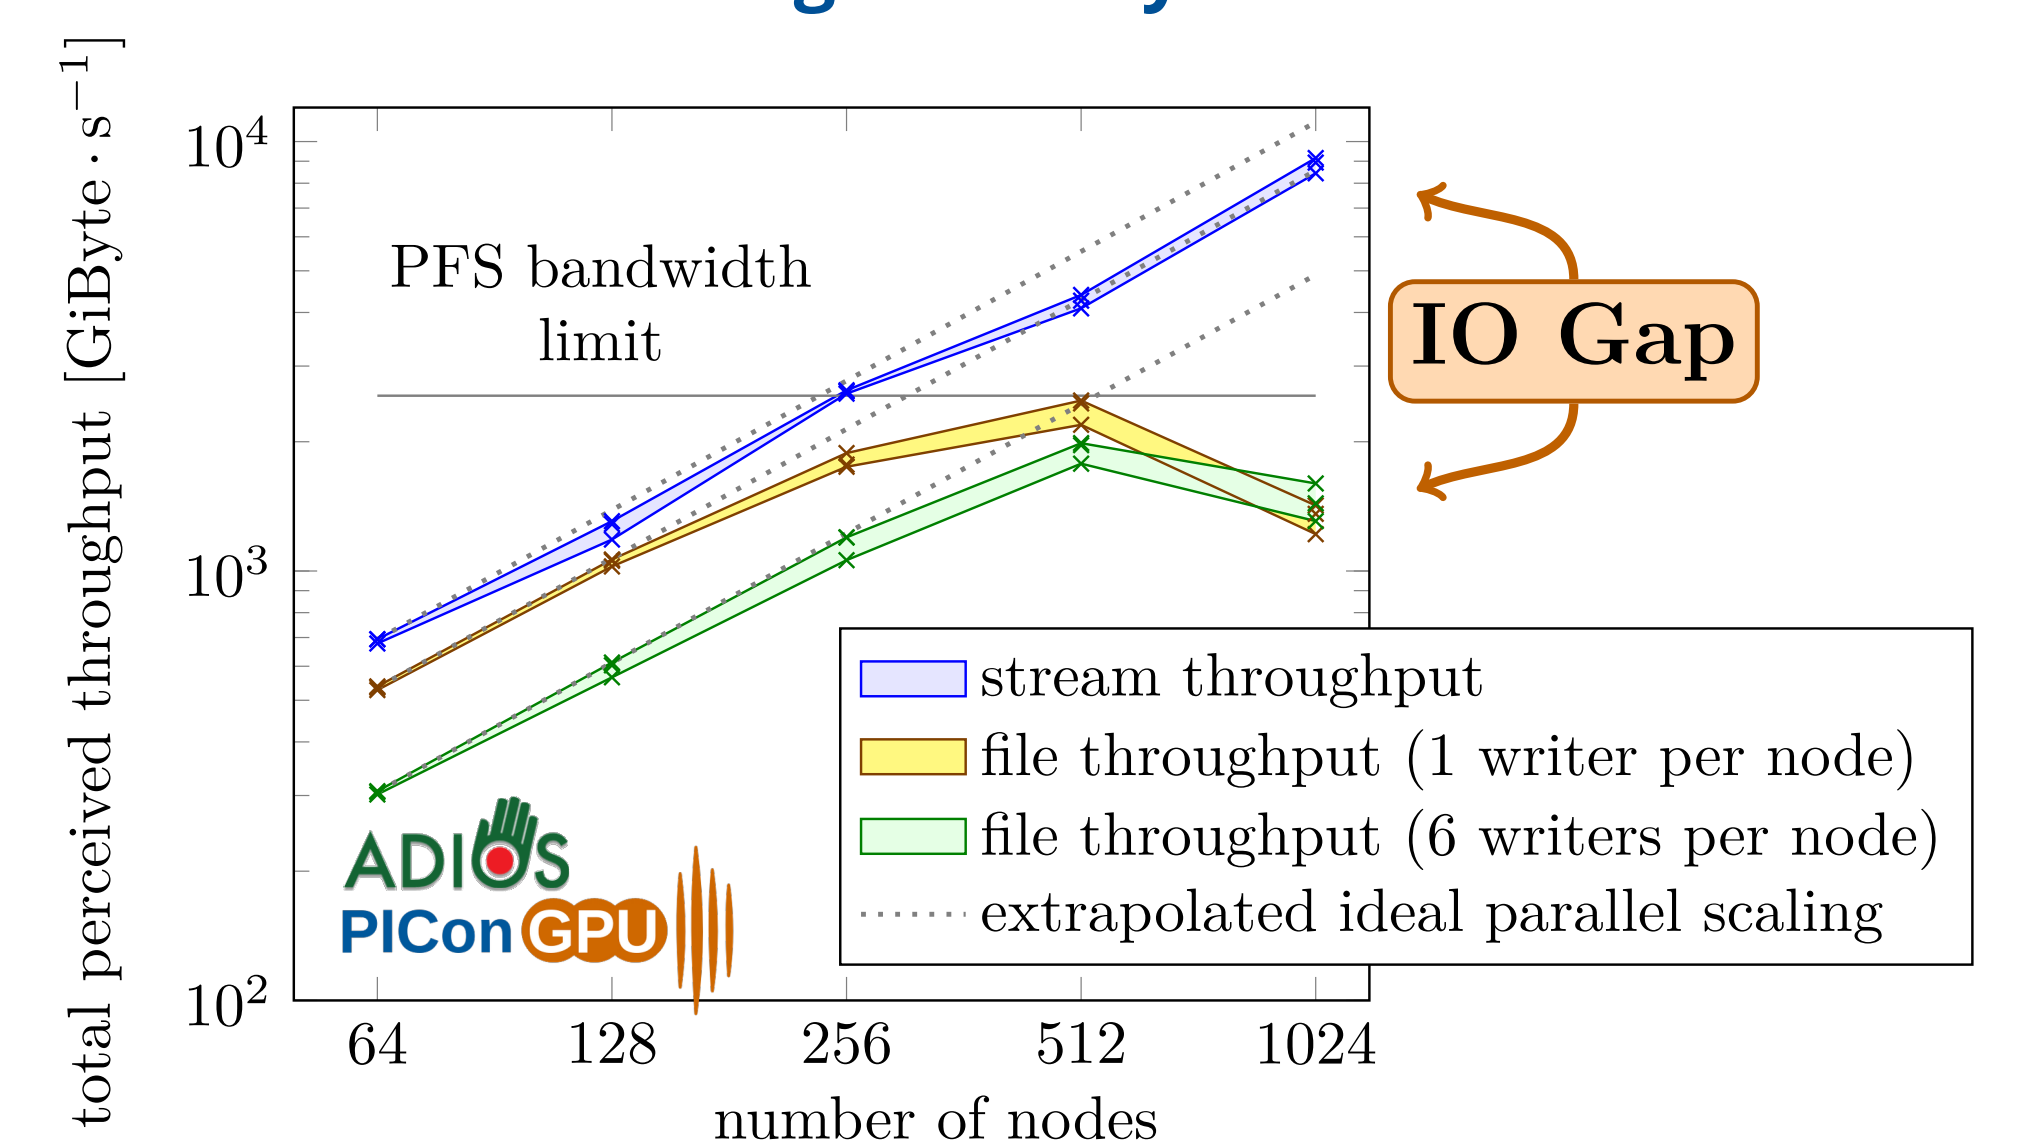 total perceived throughput [GiByte · s⁻¹]
10⁴
10³
10²
PFS bandwidth
limit
IO Gap
stream throughput
file throughput (1 writer per node)
file throughput (6 writers per node)
extrapolated ideal parallel scaling
ADIOS
PIConGPU
64 128 256 512 1024
number of nodes